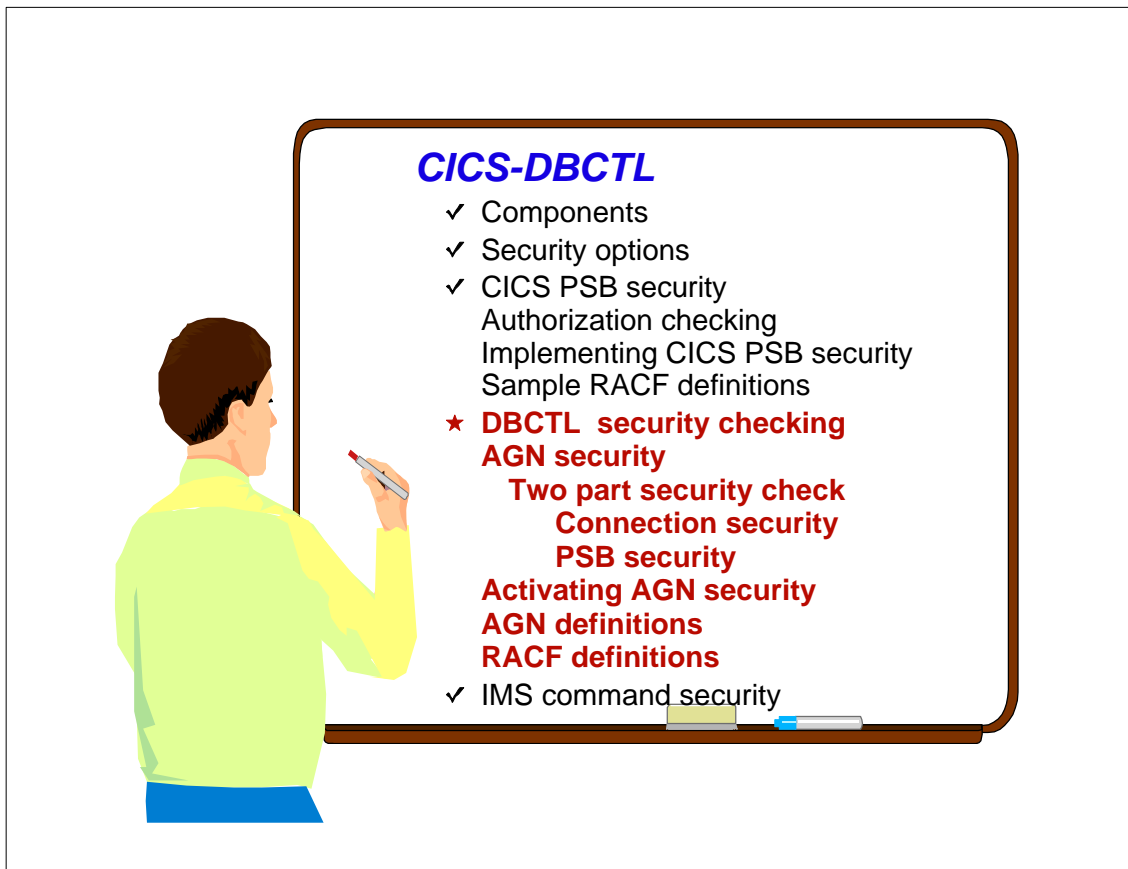 CICS-DBCTL
✓ Components
✓ Security options
✓ CICS PSB security
Authorization checking
Implementing CICS PSB security
Sample RACF definitions
★ DBCTL security checking
AGN security
Two part security check
Connection security
PSB security
Activating AGN security
AGN definitions
RACF definitions
✓ IMS command security